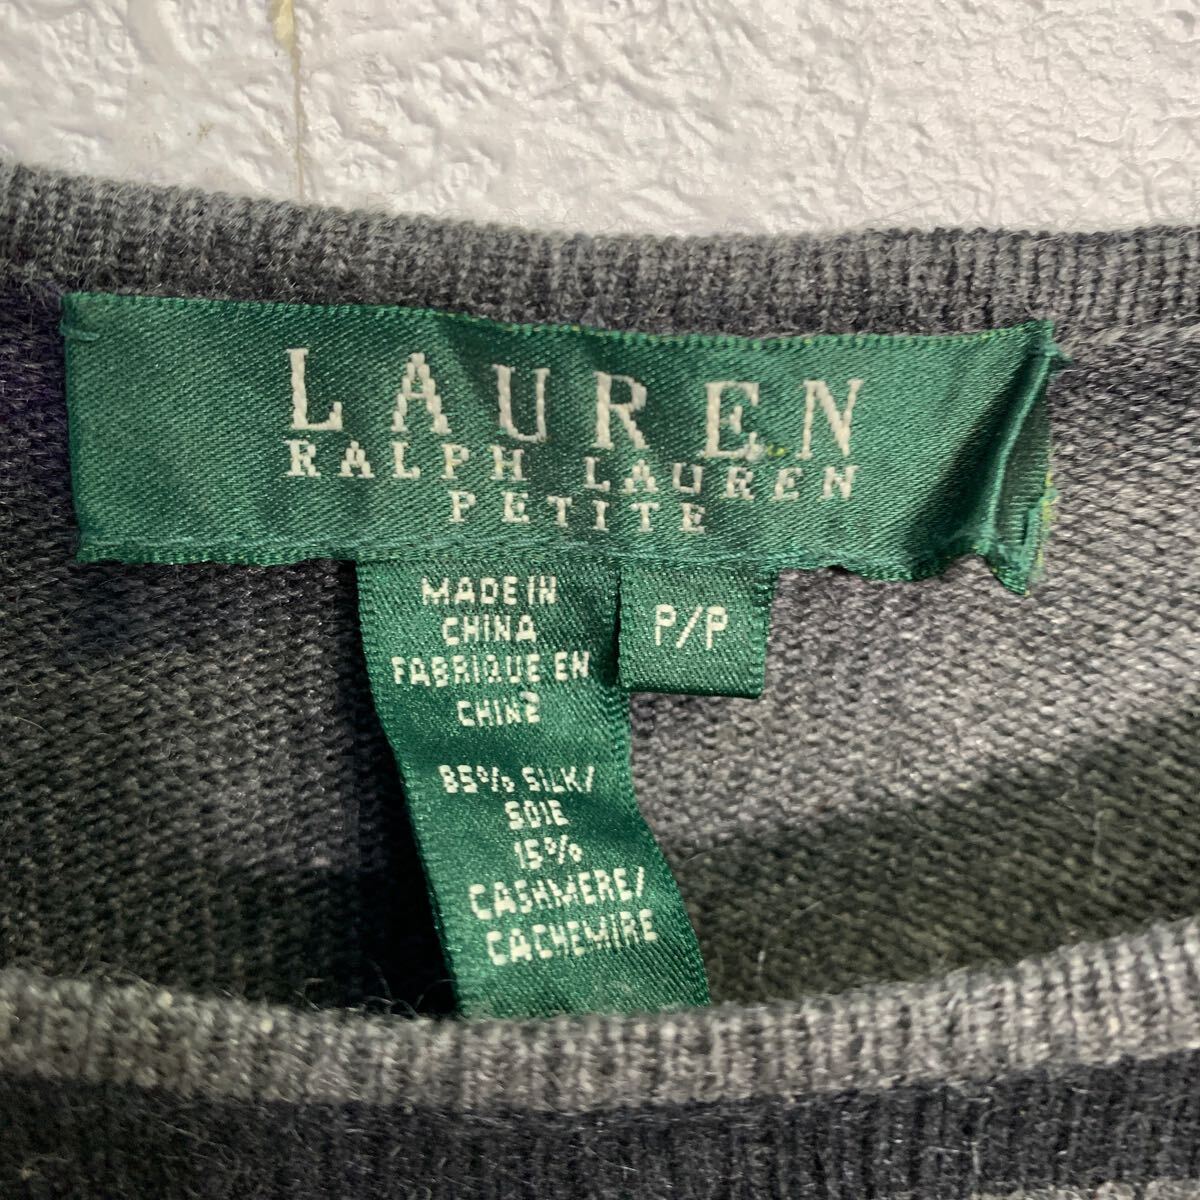 LAUREN
RALPH LAUREN
PETITE
MADE IN
CHINA
FABRIQUE EN
CHINE
P/P
85% SILK/
SOIE
15%
CASHMERE/
CACHEMIRE